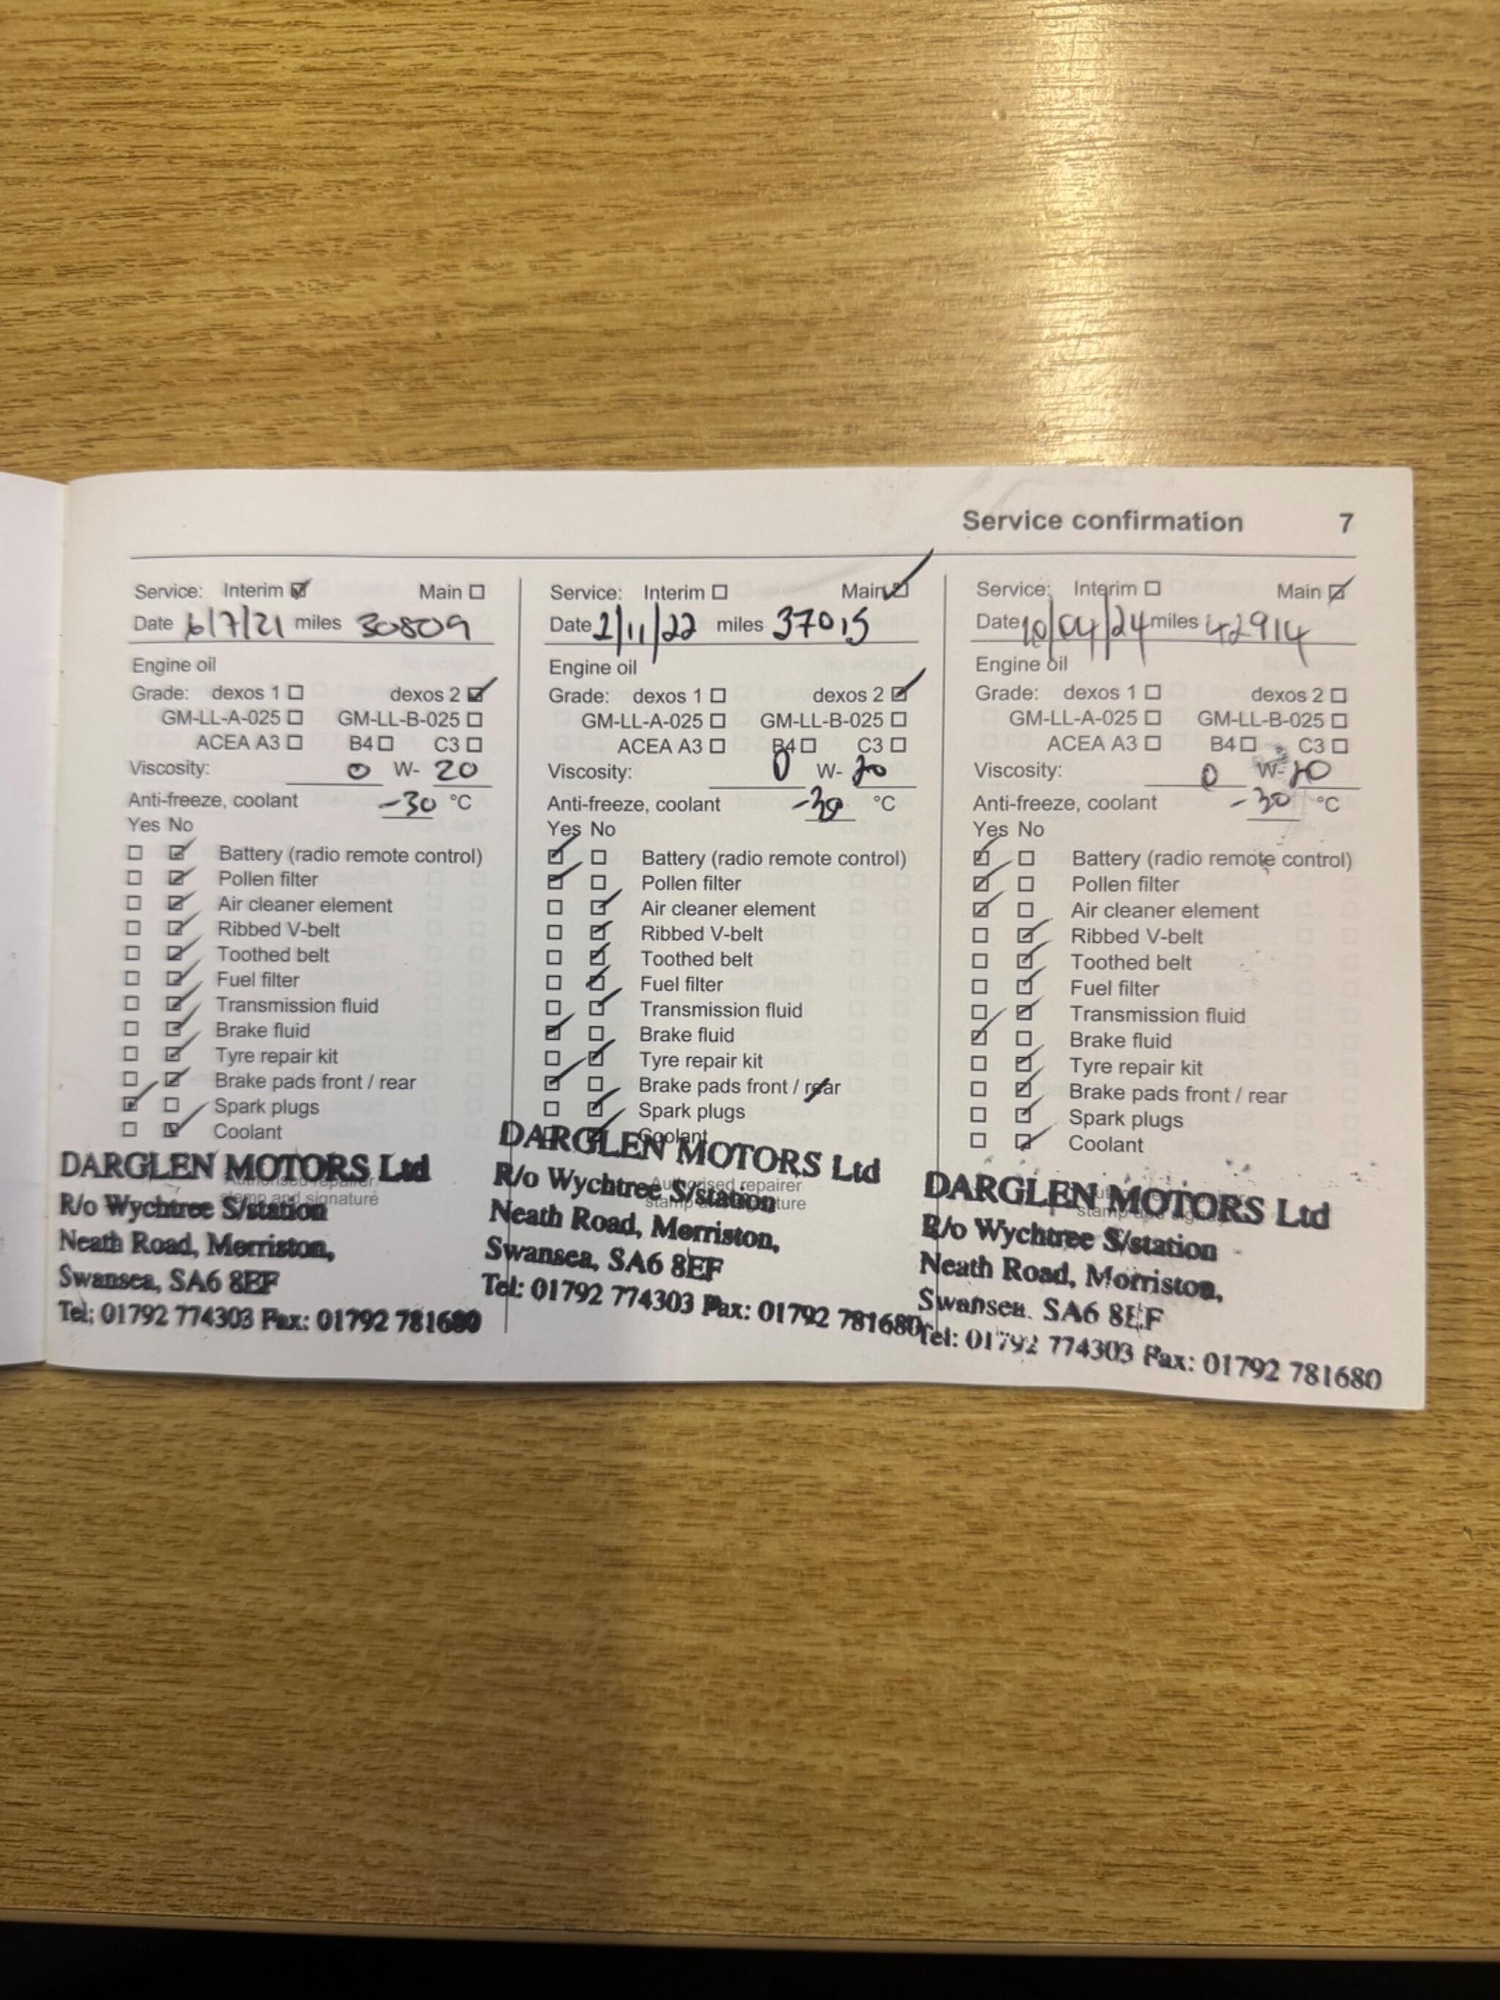 Service confirmation 7
Service: Interim Main
Date 6/7/21 miles 30809
Engine oil
Grade: dexos 1 dexos 2
GM-LL-A-025 GM-LL-B-025
ACEA A3 B4 C3
Viscosity: 0 W- 20
Anti-freeze, coolant -30 °C
Yes No
Battery (radio remote control)
Pollen filter
Air cleaner element
Ribbed V-belt
Toothed belt
Fuel filter
Transmission fluid
Brake fluid
Tyre repair kit
Brake pads front / rear
Spark plugs
Coolant
Authorised repairer
stamp and signature
DARGLEN MOTORS Ltd
R/o Wychtree S/station
Neath Road, Morriston,
Swansea, SA6 8EF
Tel: 01792 774303 Fax: 01792 781680
Service: Interim Main
Date 2/11/22 miles 37015
Engine oil
Grade: dexos 1 dexos 2
GM-LL-A-025 GM-LL-B-025
ACEA A3 B4 C3
Viscosity: 0 W- 20
Anti-freeze, coolant -30 °C
Yes No
Battery (radio remote control)
Pollen filter
Air cleaner element
Ribbed V-belt
Toothed belt
Fuel filter
Transmission fluid
Brake fluid
Tyre repair kit
Brake pads front / rear
Spark plugs
Coolant
Authorised repairer
stamp and signature
DARGLEN MOTORS Ltd
R/o Wychtree S/station
Neath Road, Morriston,
Swansea, SA6 8EF
Tel: 01792 774303 Fax: 01792 781680
Service: Interim Main
Date 10/04/24 miles 42914
Engine oil
Grade: dexos 1 dexos 2
GM-LL-A-025 GM-LL-B-025
ACEA A3 B4 C3
Viscosity: 0 W- 20
Anti-freeze, coolant -30 °C
Yes No
Battery (radio remote control)
Pollen filter
Air cleaner element
Ribbed V-belt
Toothed belt
Fuel filter
Transmission fluid
Brake fluid
Tyre repair kit
Brake pads front / rear
Spark plugs
Coolant
stamp and
DARGLEN MOTORS Ltd
R/o Wychtree S/station
Neath Road, Morriston,
Swansea. SA6 8EF
Tel: 01792 774303 Fax: 01792 781680